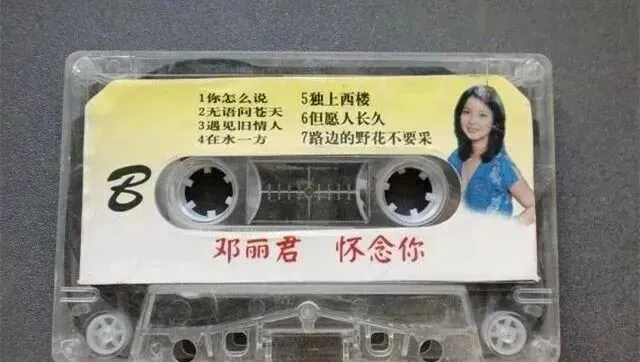 1你怎么说
2无语问苍天
3遇见旧情人
4在水一方
5独上西楼
6但愿人长久
7路边的野花不要采
B
邓丽君 怀念你